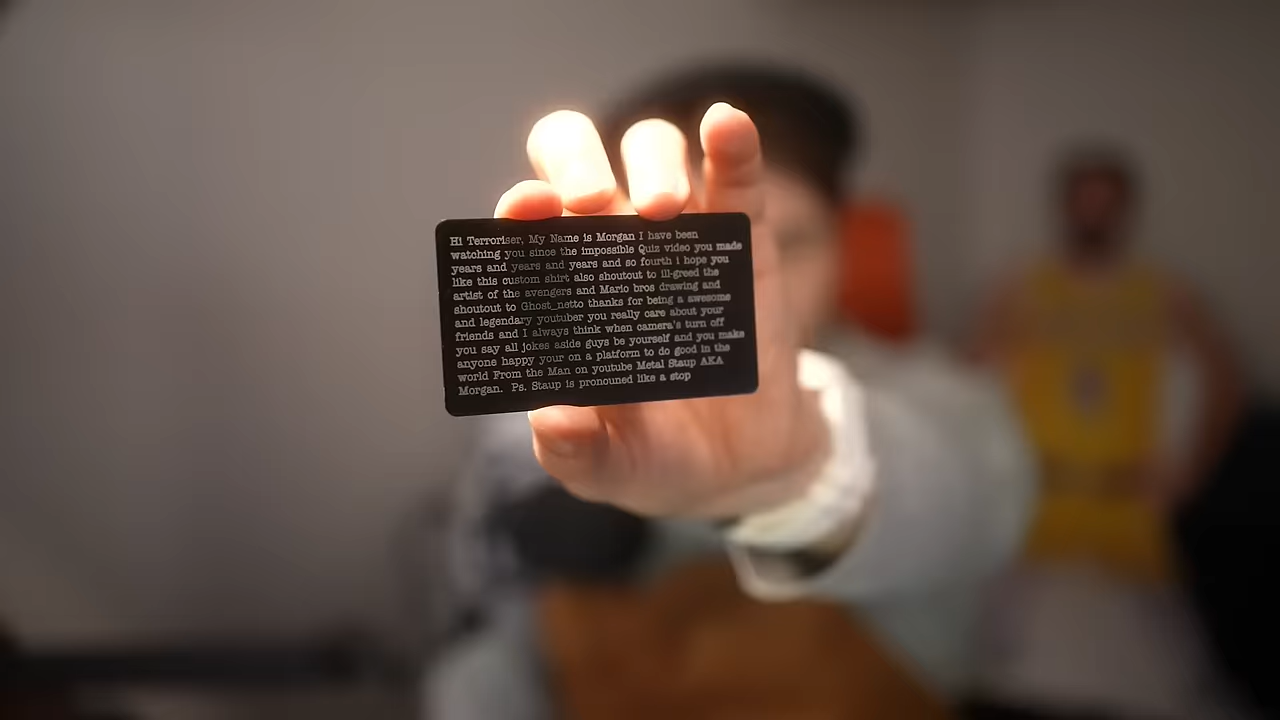 Hi Terroriser, My Name is Morgan I have been
watching you since the impossible Quiz video you made
years and years and years and so fourth i hope you
like this custom shirt also shoutout to ill-greed the
artist of the avengers and Mario bros drawing and
shoutout to Ghost_netto thanks for being a awesome
and legendary youtuber you really care about your
friends and I always think when camera's turn off
you say all jokes aside guys be yourself and you make
anyone happy your on a platform to do good in the
world From the Man on youtube Metal Staup AKA
Morgan. Ps. Staup is pronouned like a stop